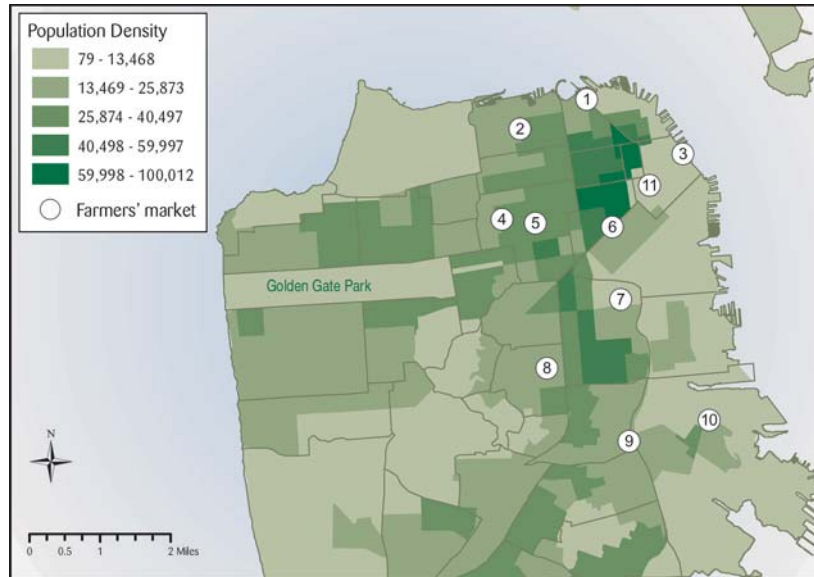 Population Density
79 - 13,468
13,469 - 25,873
25,874 - 40,497
40,498 - 59,997
59,998 - 100,012
Farmers' market
1
2
3
11
4
5
6
Golden Gate Park
7
8
10
9
N
0 0.5 1 2 Miles